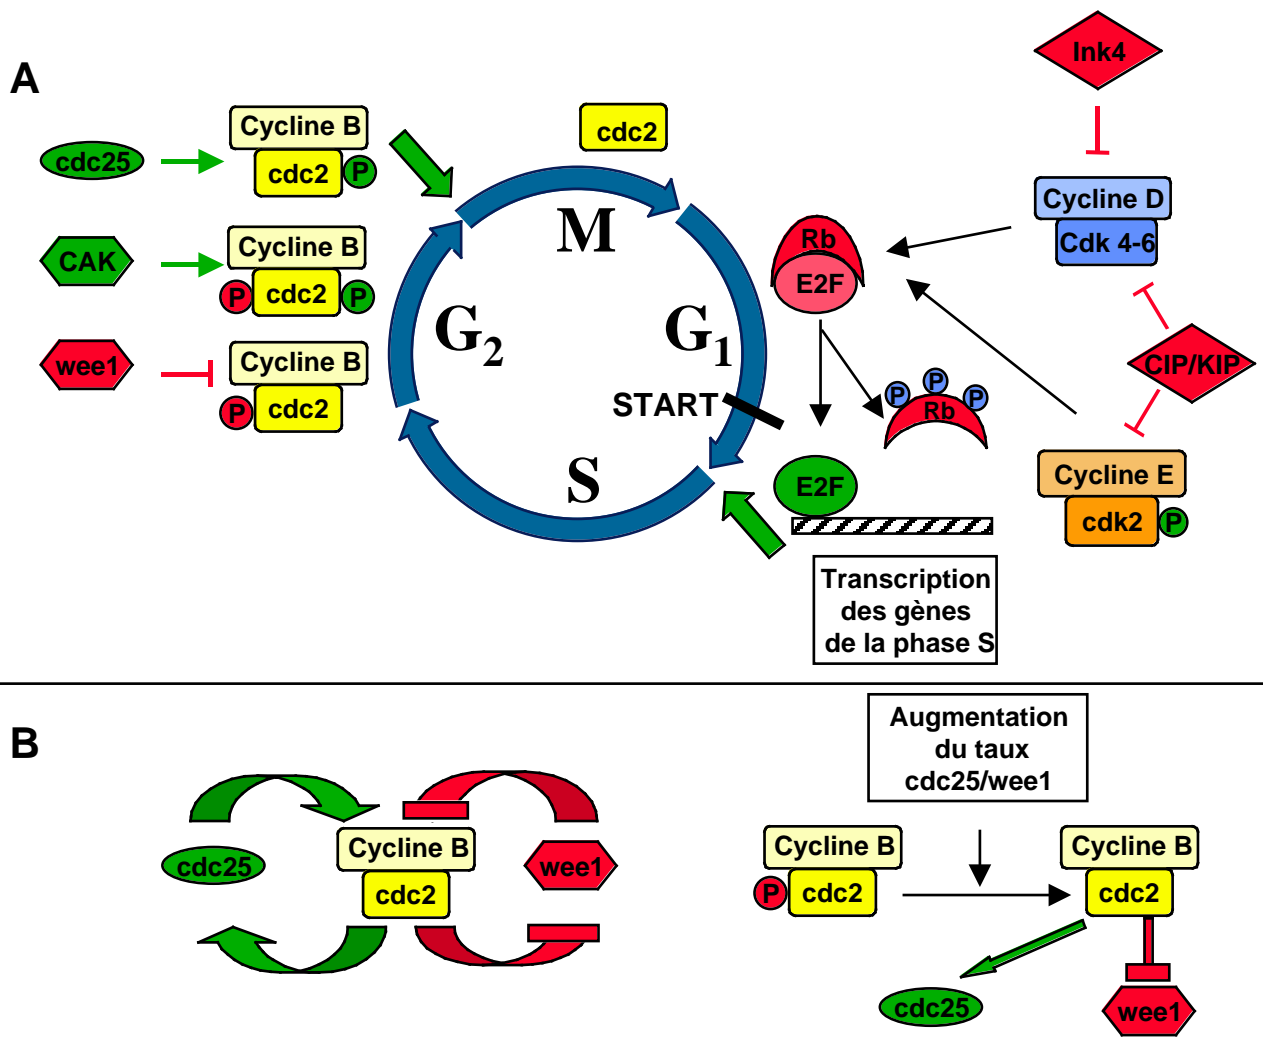 A
Ink4
cdc2
Cycline B
cdc25
cdc2 P
Cycline D
Cdk 4-6
M
Rb
E2F
CAK
Cycline B
P cdc2 P
G2
G1
wee1
Cycline B
P cdc2
CIP/KIP
START
P P P
Rb
S
E2F
Cycline E
cdk2 P
Transcription
des gènes
de la phase S
B
Augmentation
du taux
cdc25/wee1
cdc25
Cycline B
cdc2
wee1
Cycline B
P cdc2
Cycline B
cdc2
cdc25
wee1